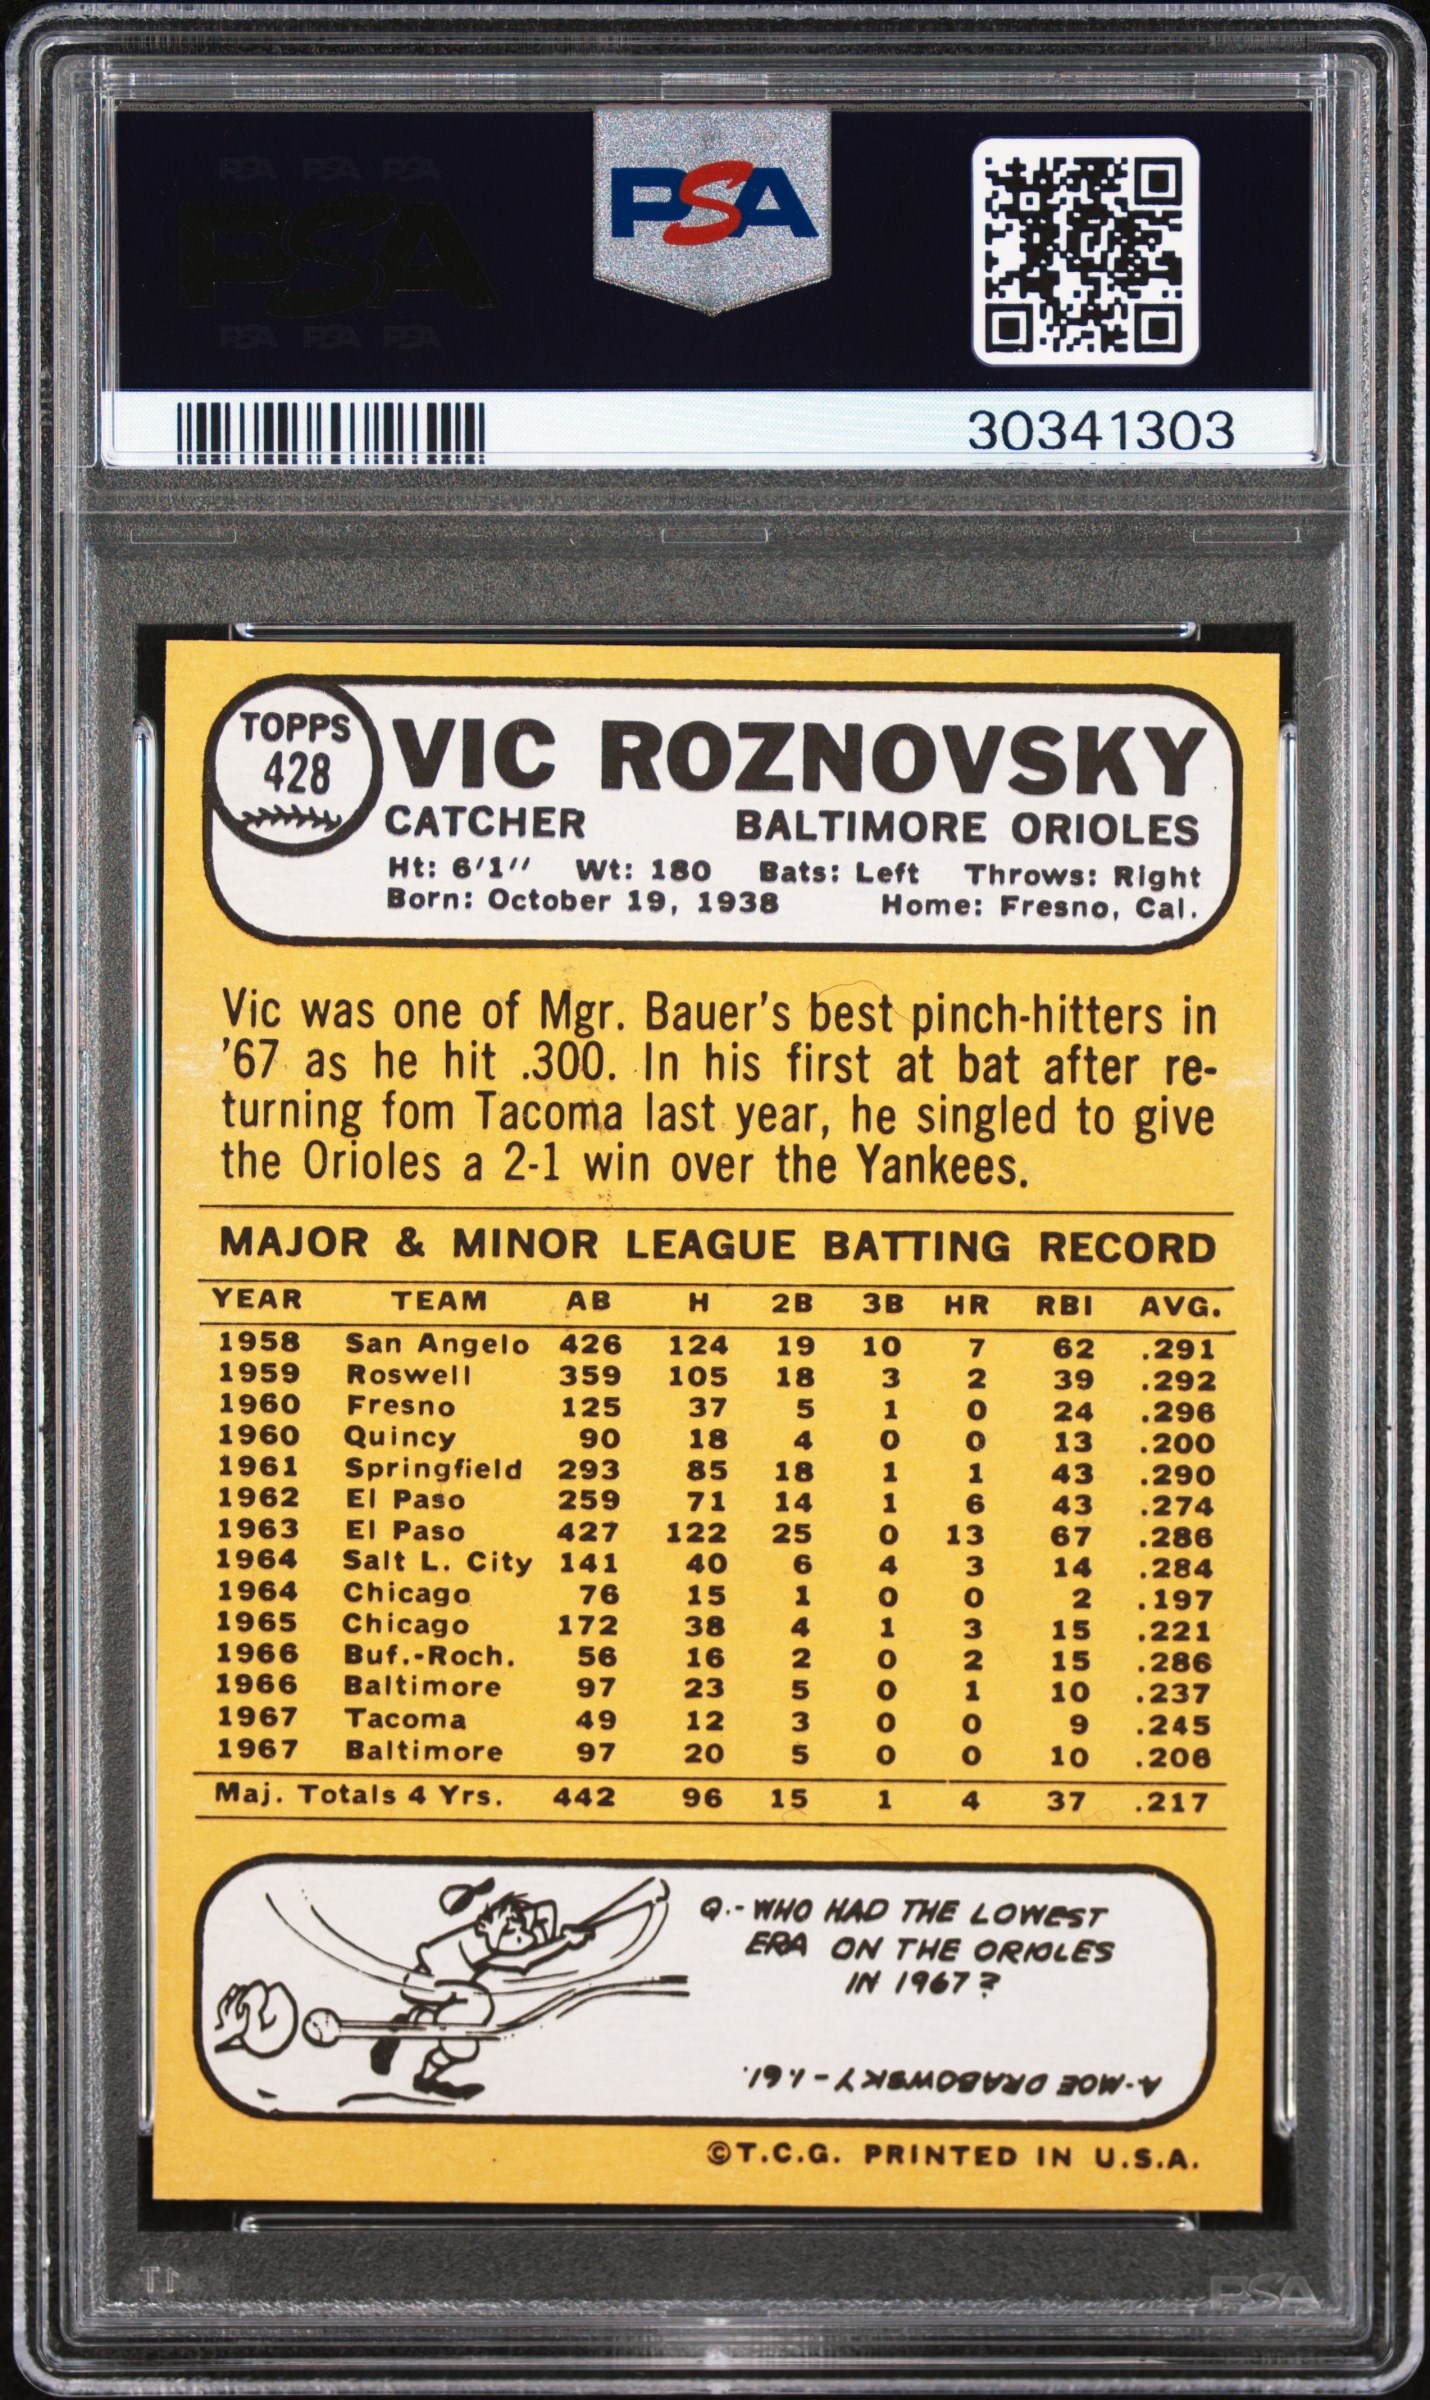 PSA PSA PSA
PSA
PSA PSA PSA
PSA
30341303
TOPPS
428
VIC ROZNOVSKY
CATCHER BALTIMORE ORIOLES
Ht: 6'1" Wt: 180 Bats: Left Throws: Right
Born: October 19, 1938 Home: Fresno, Cal.
Vic was one of Mgr. Bauer's best pinch-hitters in
'67 as he hit .300. In his first at bat after re-
turning fom Tacoma last year, he singled to give
the Orioles a 2-1 win over the Yankees.
MAJOR & MINOR LEAGUE BATTING RECORD
YEAR TEAM AB H 2B 3B HR RBI AVG.
1958 San Angelo 426 124 19 10 7 62 .291
1959 Roswell 359 105 18 3 2 39 .292
1960 Fresno 125 37 5 1 0 24 .296
1960 Quincy 90 18 4 0 0 13 .200
1961 Springfield 293 85 18 1 1 43 .290
1962 El Paso 259 71 14 1 6 43 .274
1963 El Paso 427 122 25 0 13 67 .286
1964 Salt L. City 141 40 6 4 3 14 .284
1964 Chicago 76 15 1 0 0 2 .197
1965 Chicago 172 38 4 1 3 15 .221
1966 Buf.-Roch. 56 16 2 0 2 15 .286
1966 Baltimore 97 23 5 0 1 10 .237
1967 Tacoma 49 12 3 0 0 9 .245
1967 Baltimore 97 20 5 0 0 10 .206
Maj. Totals 4 Yrs. 442 96 15 1 4 37 .217
Q.-WHO HAD THE LOWEST
ERA ON THE ORIOLES
IN 1967?
A-MOE DRABOWSKY-1.61.
©T.C.G. PRINTED IN U.S.A.
PSA